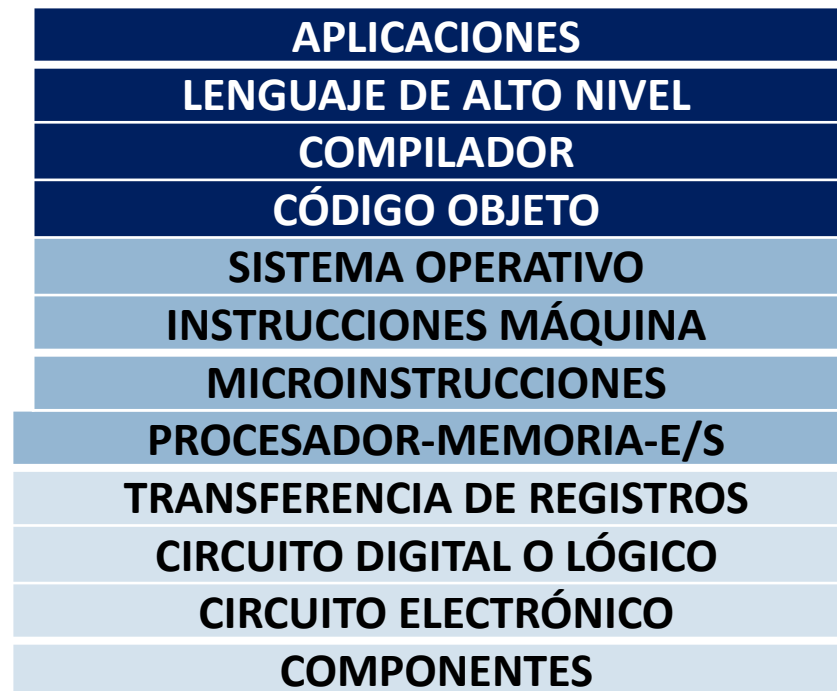 APLICACIONES
LENGUAJE DE ALTO NIVEL
COMPILADOR
CÓDIGO OBJETO
SISTEMA OPERATIVO
INSTRUCCIONES MÁQUINA
MICROINSTRUCCIONES
PROCESADOR-MEMORIA-E/S
TRANSFERENCIA DE REGISTROS
CIRCUITO DIGITAL O LÓGICO
CIRCUITO ELECTRÓNICO
COMPONENTES